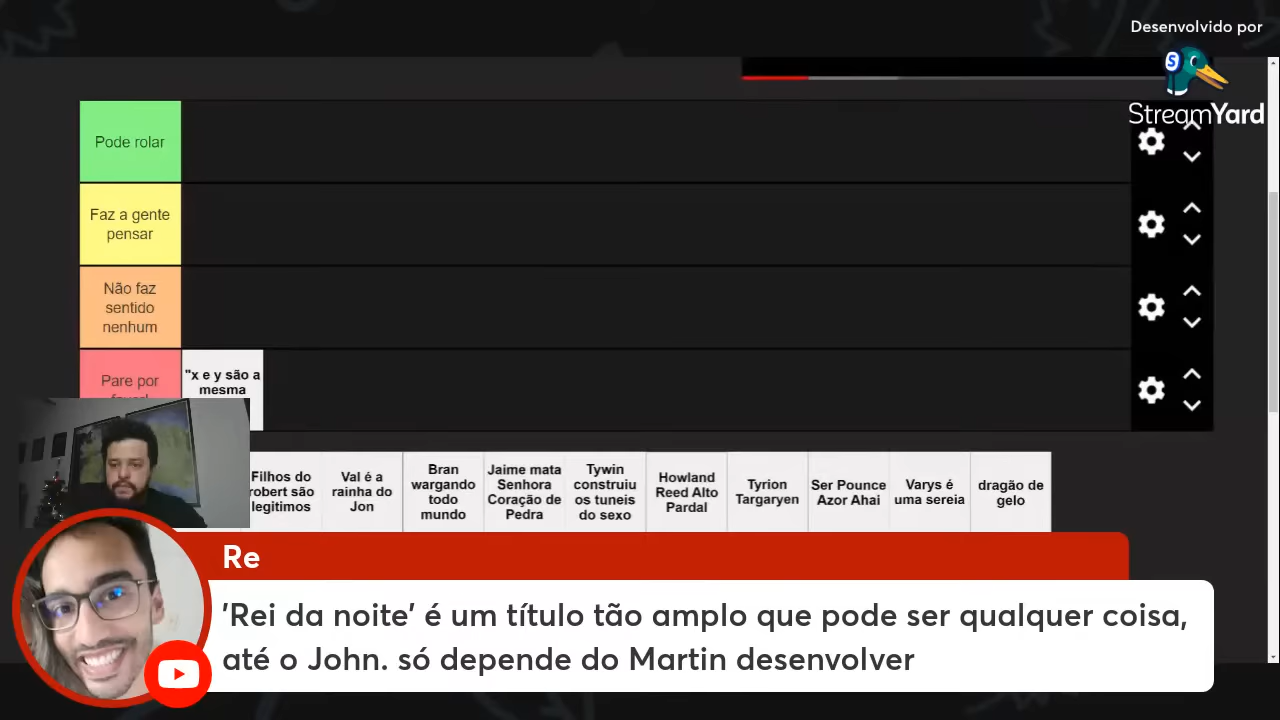 Desenvolvido por
StreamYard
Pode rolar
Faz a gente
pensar
Não faz
sentido
nenhum
Pare por
"x e y são a
mesma
Filhos do
robert são
legitimos
Val é a
rainha do
Jon
Bran
wargando
todo
mundo
Jaime mata
Senhora
Coração de
Pedra
Tywin
construiu
os tuneis
do sexo
Howland
Reed Alto
Pardal
Tyrion
Targaryen
Ser Pounce
Azor Ahai
Varys é
uma sereia
dragão de
gelo
Re
'Rei da noite' é um título tão amplo que pode ser qualquer coisa,
até o John. só depende do Martin desenvolver